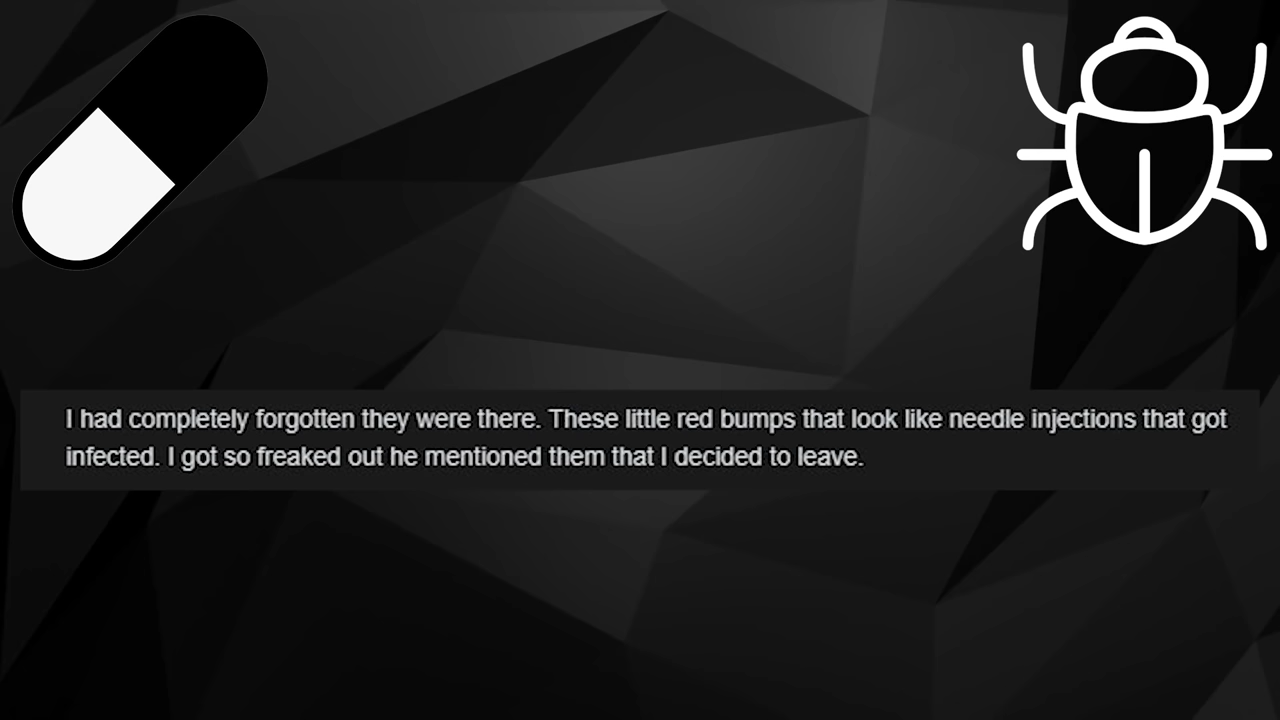 I had completely forgotten they were there. These little red bumps that look like needle injections that got
infected. I got so freaked out he mentioned them that I decided to leave.